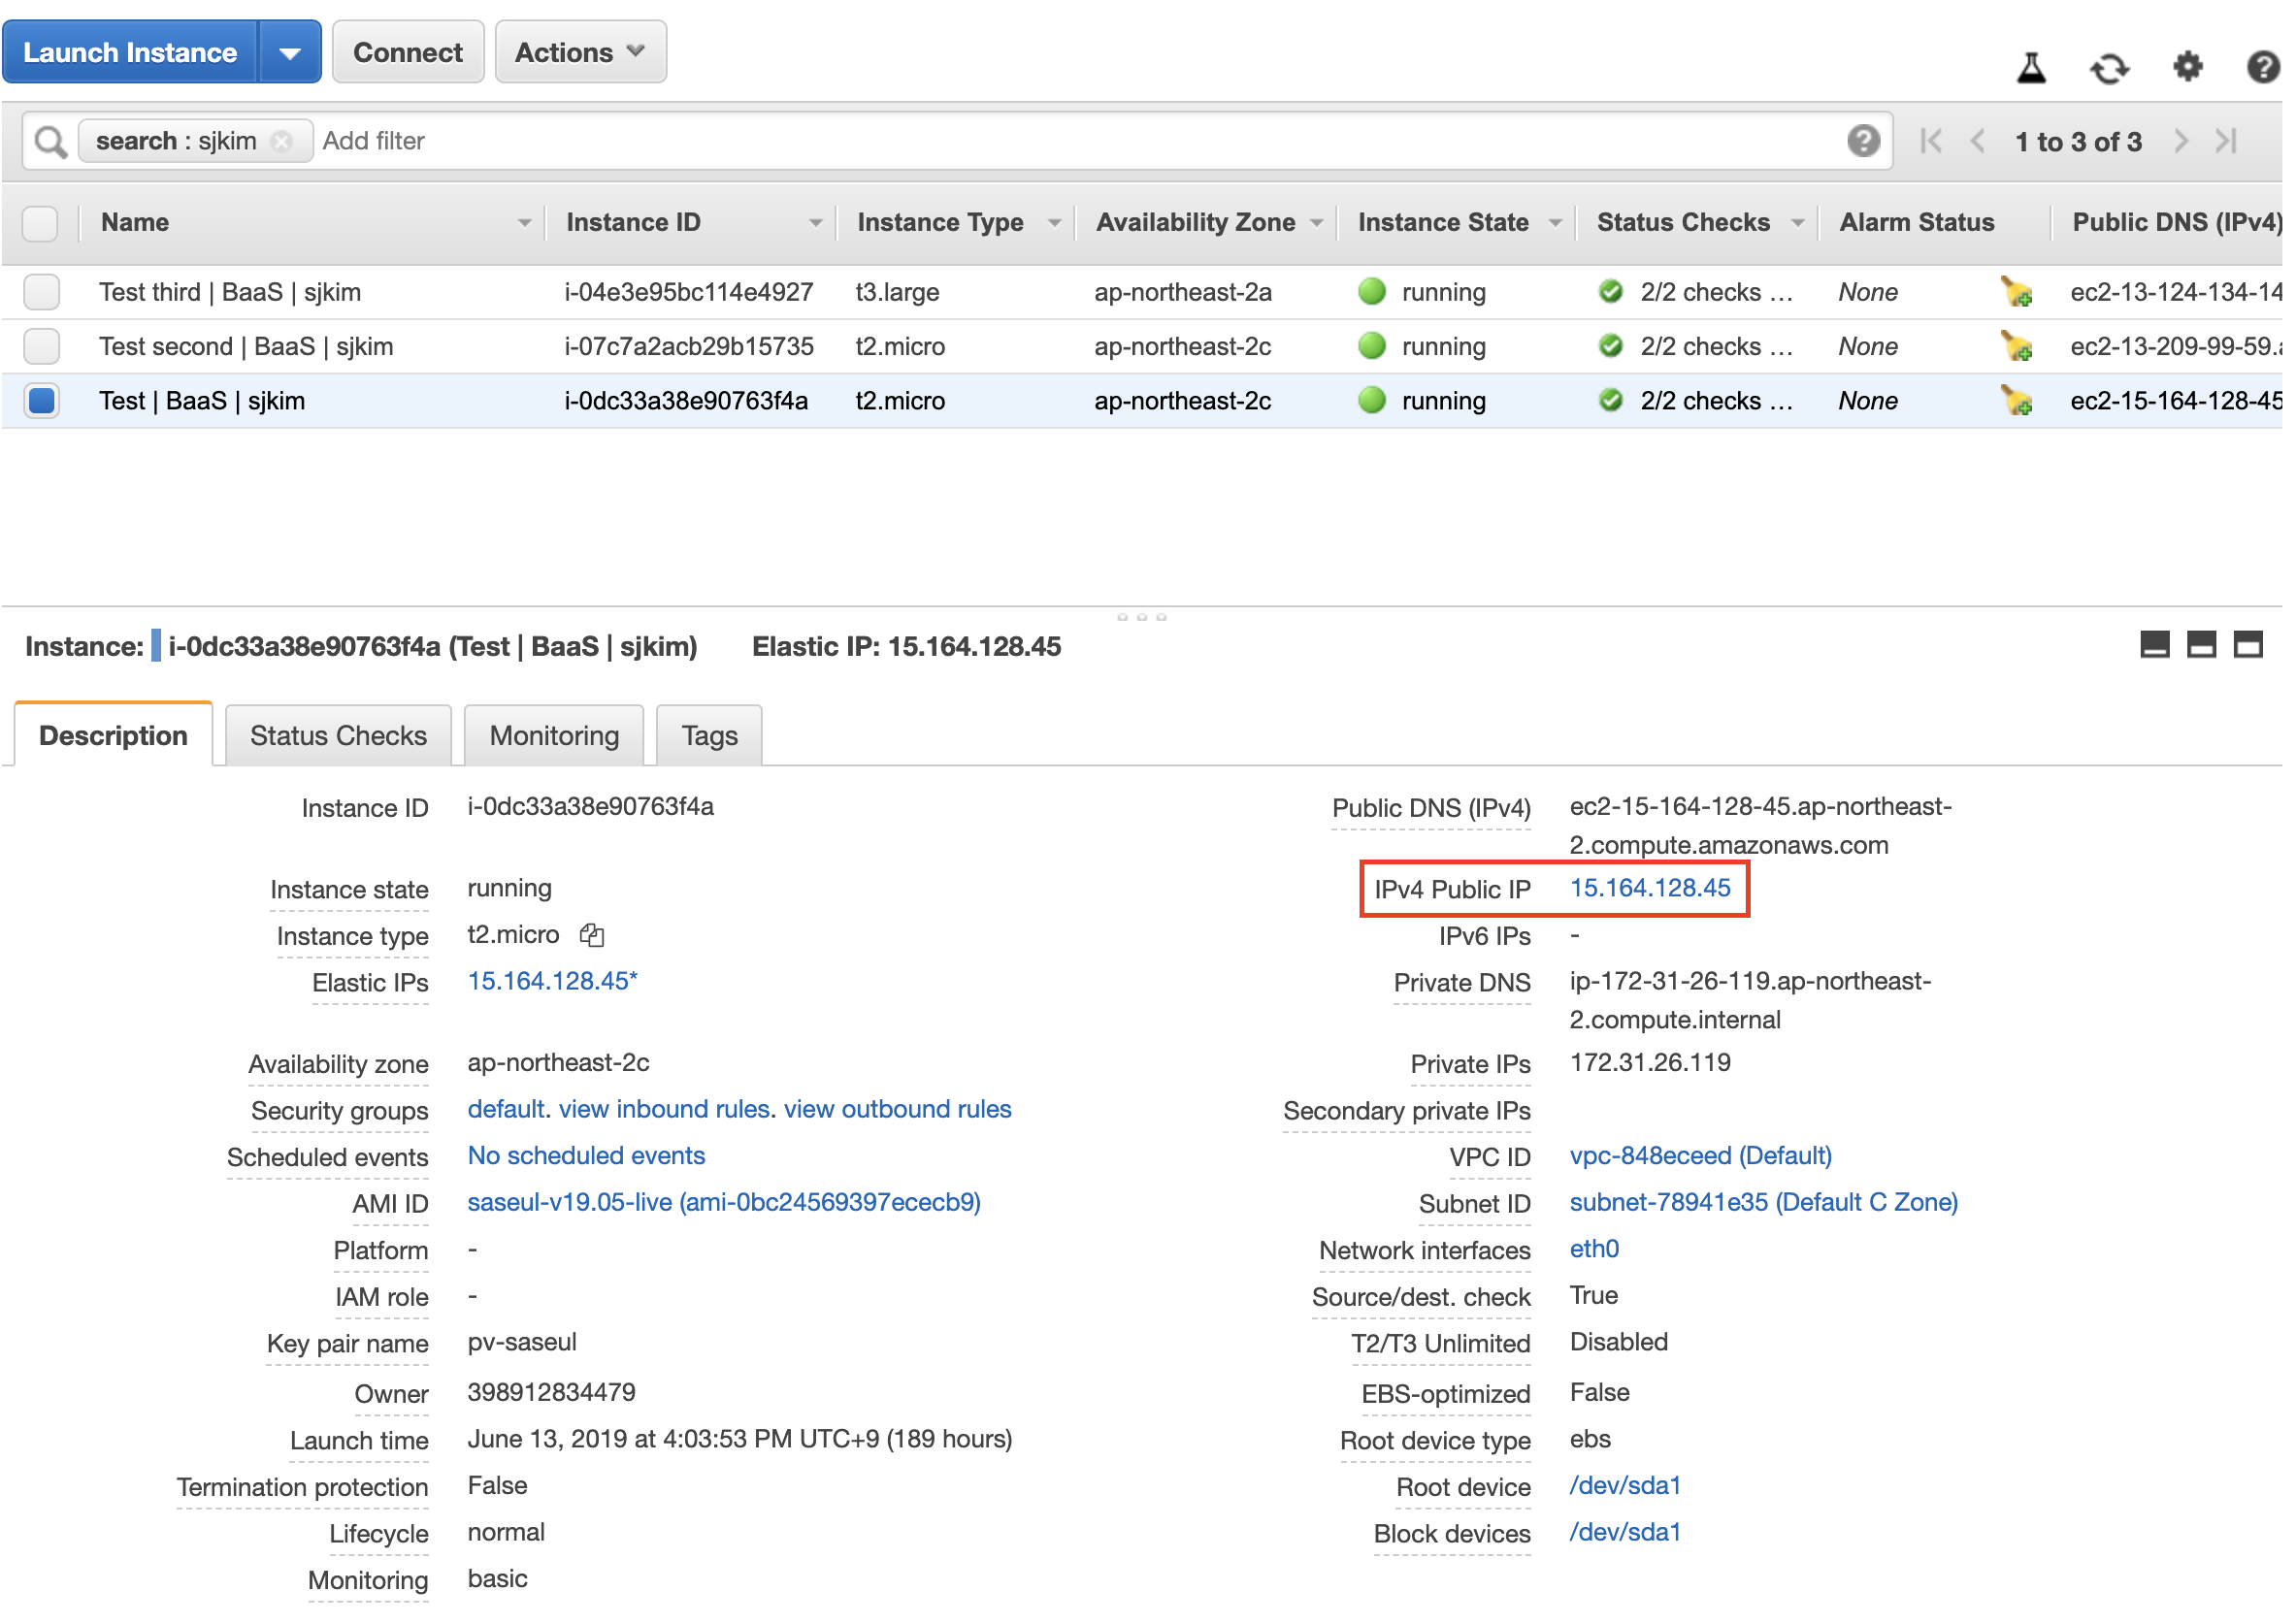 Launch Instance Connect Actions
search : sjkim Add filter 1 to 3 of 3
Name Instance ID Instance Type Availability Zone Instance State Status Checks Alarm Status Public DNS (IPv4)
Test third | BaaS | sjkim i-04e3e95bc114e4927 t3.large ap-northeast-2a running 2/2 checks … None ec2-13-124-134-14
Test second | BaaS | sjkim i-07c7a2acb29b15735 t2.micro ap-northeast-2c running 2/2 checks … None ec2-13-209-99-59.a
Test | BaaS | sjkim i-0dc33a38e90763f4a t2.micro ap-northeast-2c running 2/2 checks … None ec2-15-164-128-45
Instance: i-0dc33a38e90763f4a (Test | BaaS | sjkim) Elastic IP: 15.164.128.45
Description Status Checks Monitoring Tags
Instance ID i-0dc33a38e90763f4a
Instance state running
Instance type t2.micro
Elastic IPs 15.164.128.45*
Availability zone ap-northeast-2c
Security groups default. view inbound rules. view outbound rules
Scheduled events No scheduled events
AMI ID saseul-v19.05-live (ami-0bc24569397ececb9)
Platform -
IAM role -
Key pair name pv-saseul
Owner 398912834479
Launch time June 13, 2019 at 4:03:53 PM UTC+9 (189 hours)
Termination protection False
Lifecycle normal
Monitoring basic
Public DNS (IPv4) ec2-15-164-128-45.ap-northeast-
2.compute.amazonaws.com
IPv4 Public IP 15.164.128.45
IPv6 IPs -
Private DNS ip-172-31-26-119.ap-northeast-
2.compute.internal
Private IPs 172.31.26.119
Secondary private IPs
VPC ID vpc-848eceed (Default)
Subnet ID subnet-78941e35 (Default C Zone)
Network interfaces eth0
Source/dest. check True
T2/T3 Unlimited Disabled
EBS-optimized False
Root device type ebs
Root device /dev/sda1
Block devices /dev/sda1